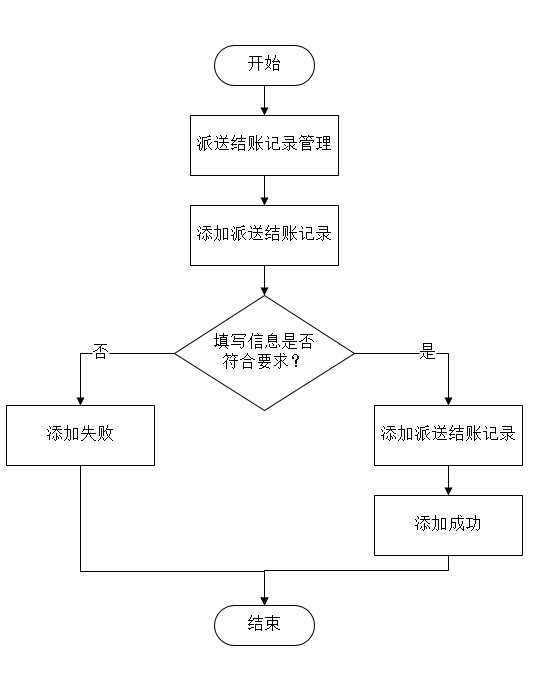 开始
派送结账记录管理
添加派送结账记录
填写信息是否
符合要求?
否
是
添加失败
添加派送结账记录
添加成功
结束